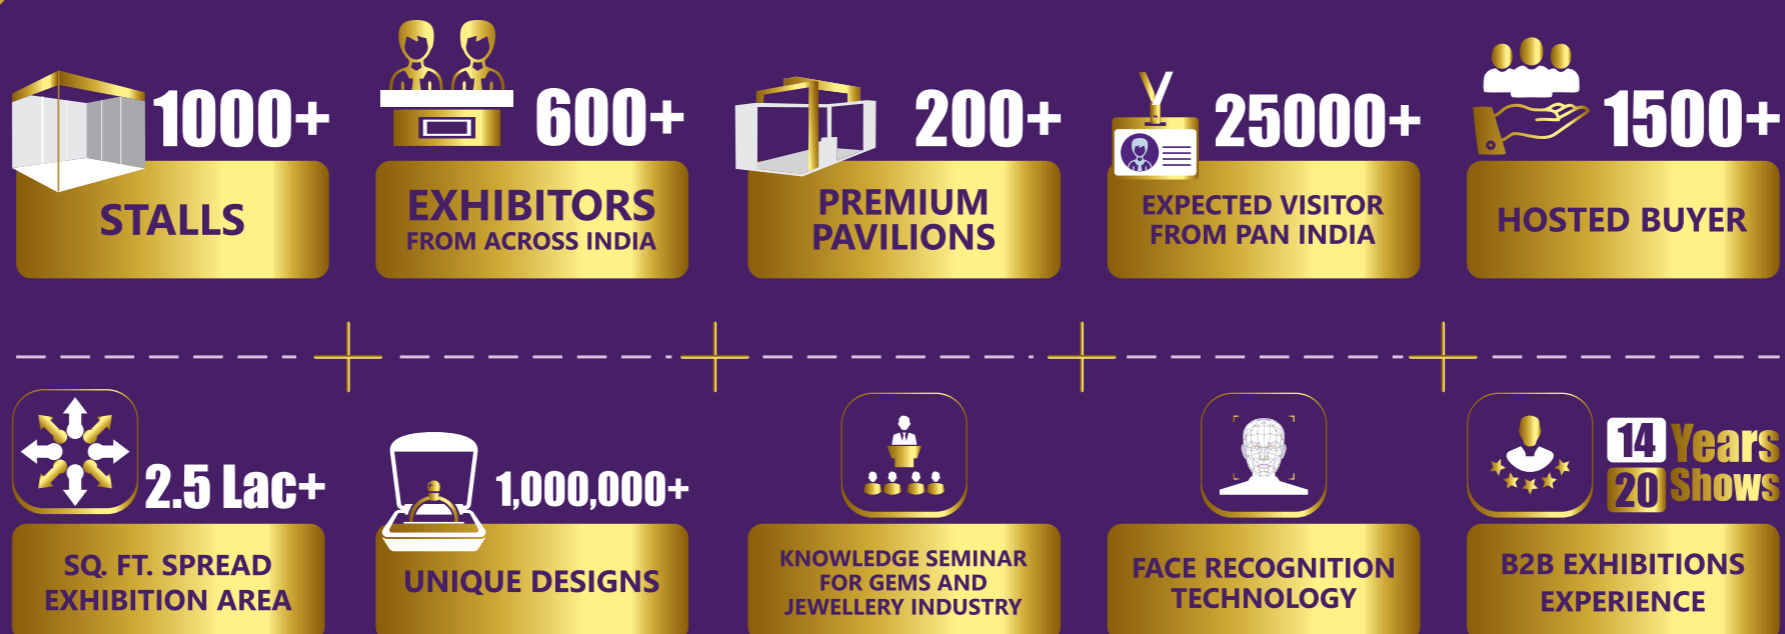 1000+
STALLS
600+
EXHIBITORS
FROM ACROSS INDIA
200+
PREMIUM
PAVILIONS
25000+
EXPECTED VISITOR
FROM PAN INDIA
1500+
HOSTED BUYER
2.5 Lac+
SQ. FT. SPREAD
EXHIBITION AREA
1,000,000+
UNIQUE DESIGNS
KNOWLEDGE SEMINAR
FOR GEMS AND
JEWELLERY INDUSTRY
FACE RECOGNITION
TECHNOLOGY
14 Years
20 Shows
B2B EXHIBITIONS
EXPERIENCE